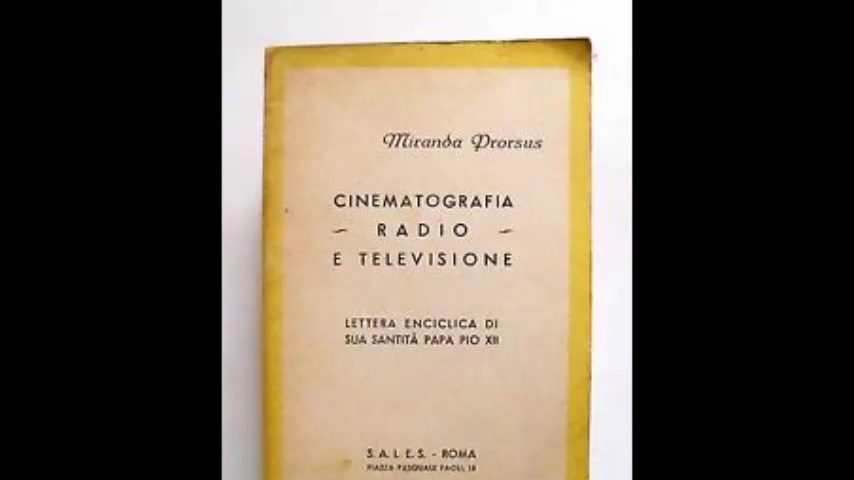 Miranda Prorsus
CINEMATOGRAFIA
~ RADIO ~
E TELEVISIONE
LETTERA ENCICLICA DI
SUA SANTITÀ PAPA PIO XII
S. A. L. E. S. - ROMA
PIAZZA PASQUALE PAOLI, 18